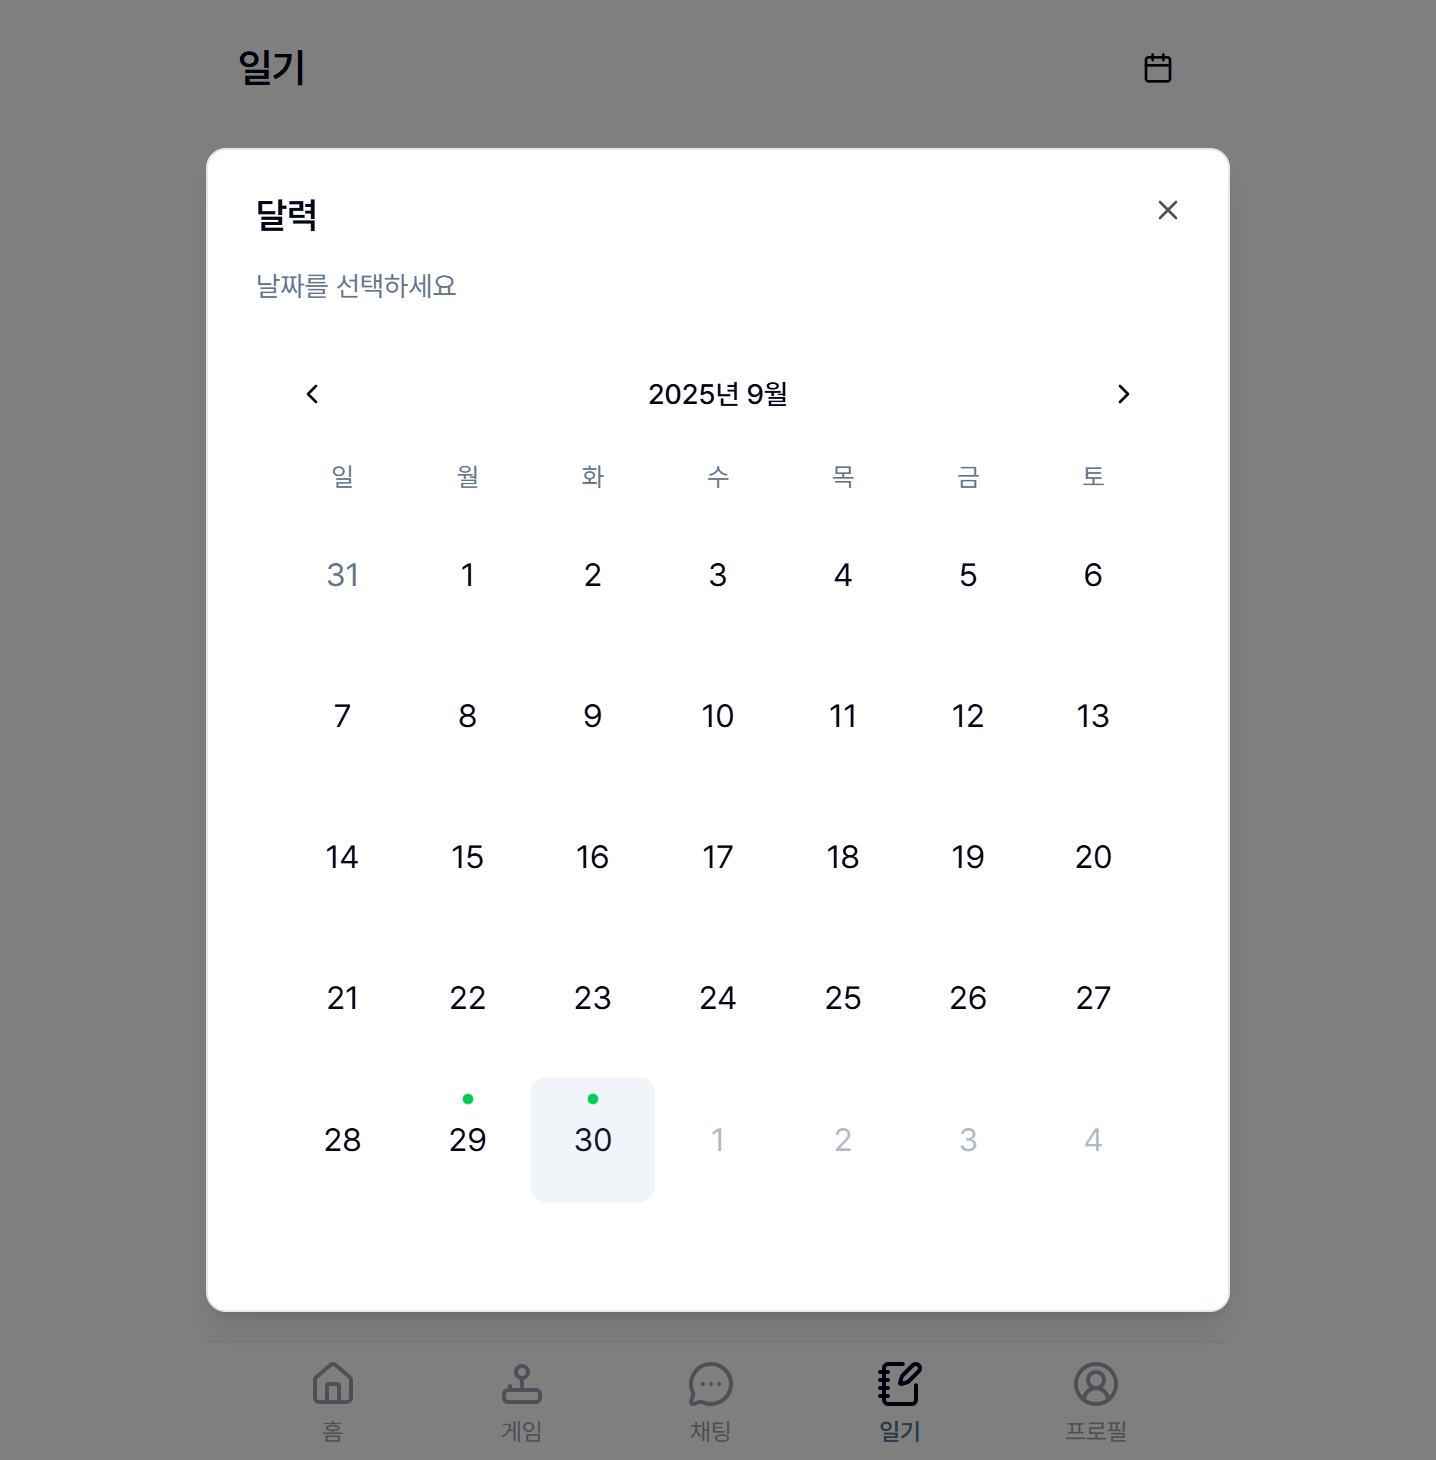 일기
달력
날짜를 선택하세요
2025년 9월
일 월 화 수 목 금 토
31 1 2 3 4 5 6
7 8 9 10 11 12 13
14 15 16 17 18 19 20
21 22 23 24 25 26 27
28 29 30 1 2 3 4
홈 게임 채팅 일기 프로필